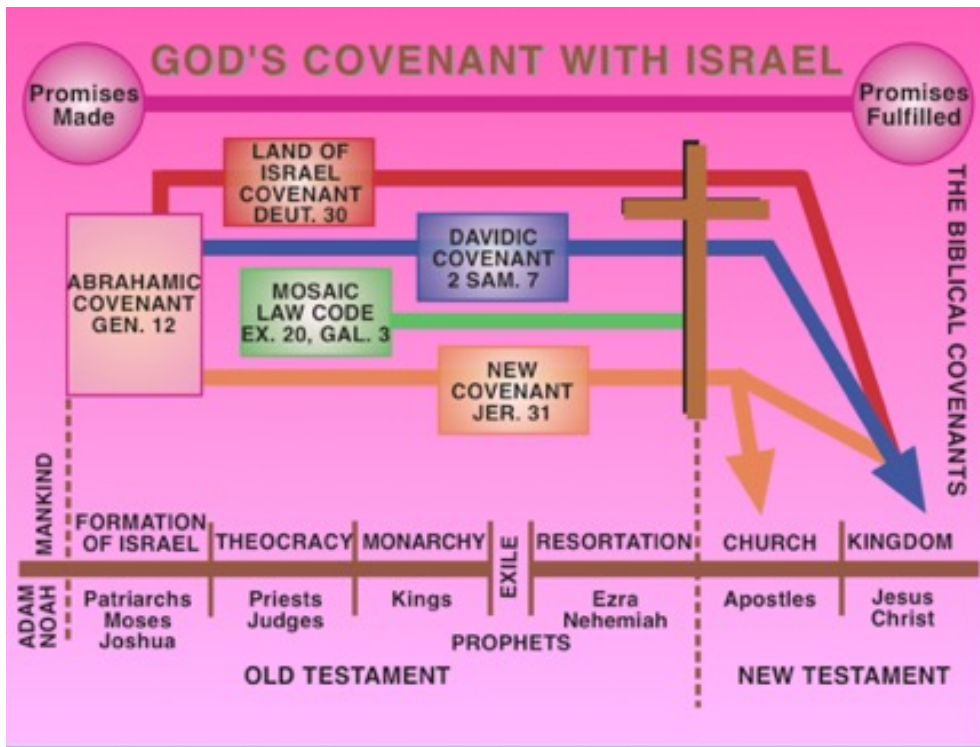 GOD'S COVENANT WITH ISRAEL
Promises
Made
Promises
Fulfilled
LAND OF
ISRAEL
COVENANT
DEUT. 30
ABRAHAMIC
COVENANT
GEN. 12
DAVIDIC
COVENANT
2 SAM. 7
MOSAIC
LAW CODE
EX. 20, GAL. 3
NEW
COVENANT
JER. 31
THE BIBLICAL COVENANTS
MANKIND
ADAM
NOAH
FORMATION
OF ISRAEL
THEOCRACY
MONARCHY
EXILE
RESORTATION
CHURCH
KINGDOM
Patriarchs
Moses
Joshua
Priests
Judges
Kings
Ezra
Nehemiah
Apostles
Jesus
Christ
PROPHETS
OLD TESTAMENT
NEW TESTAMENT